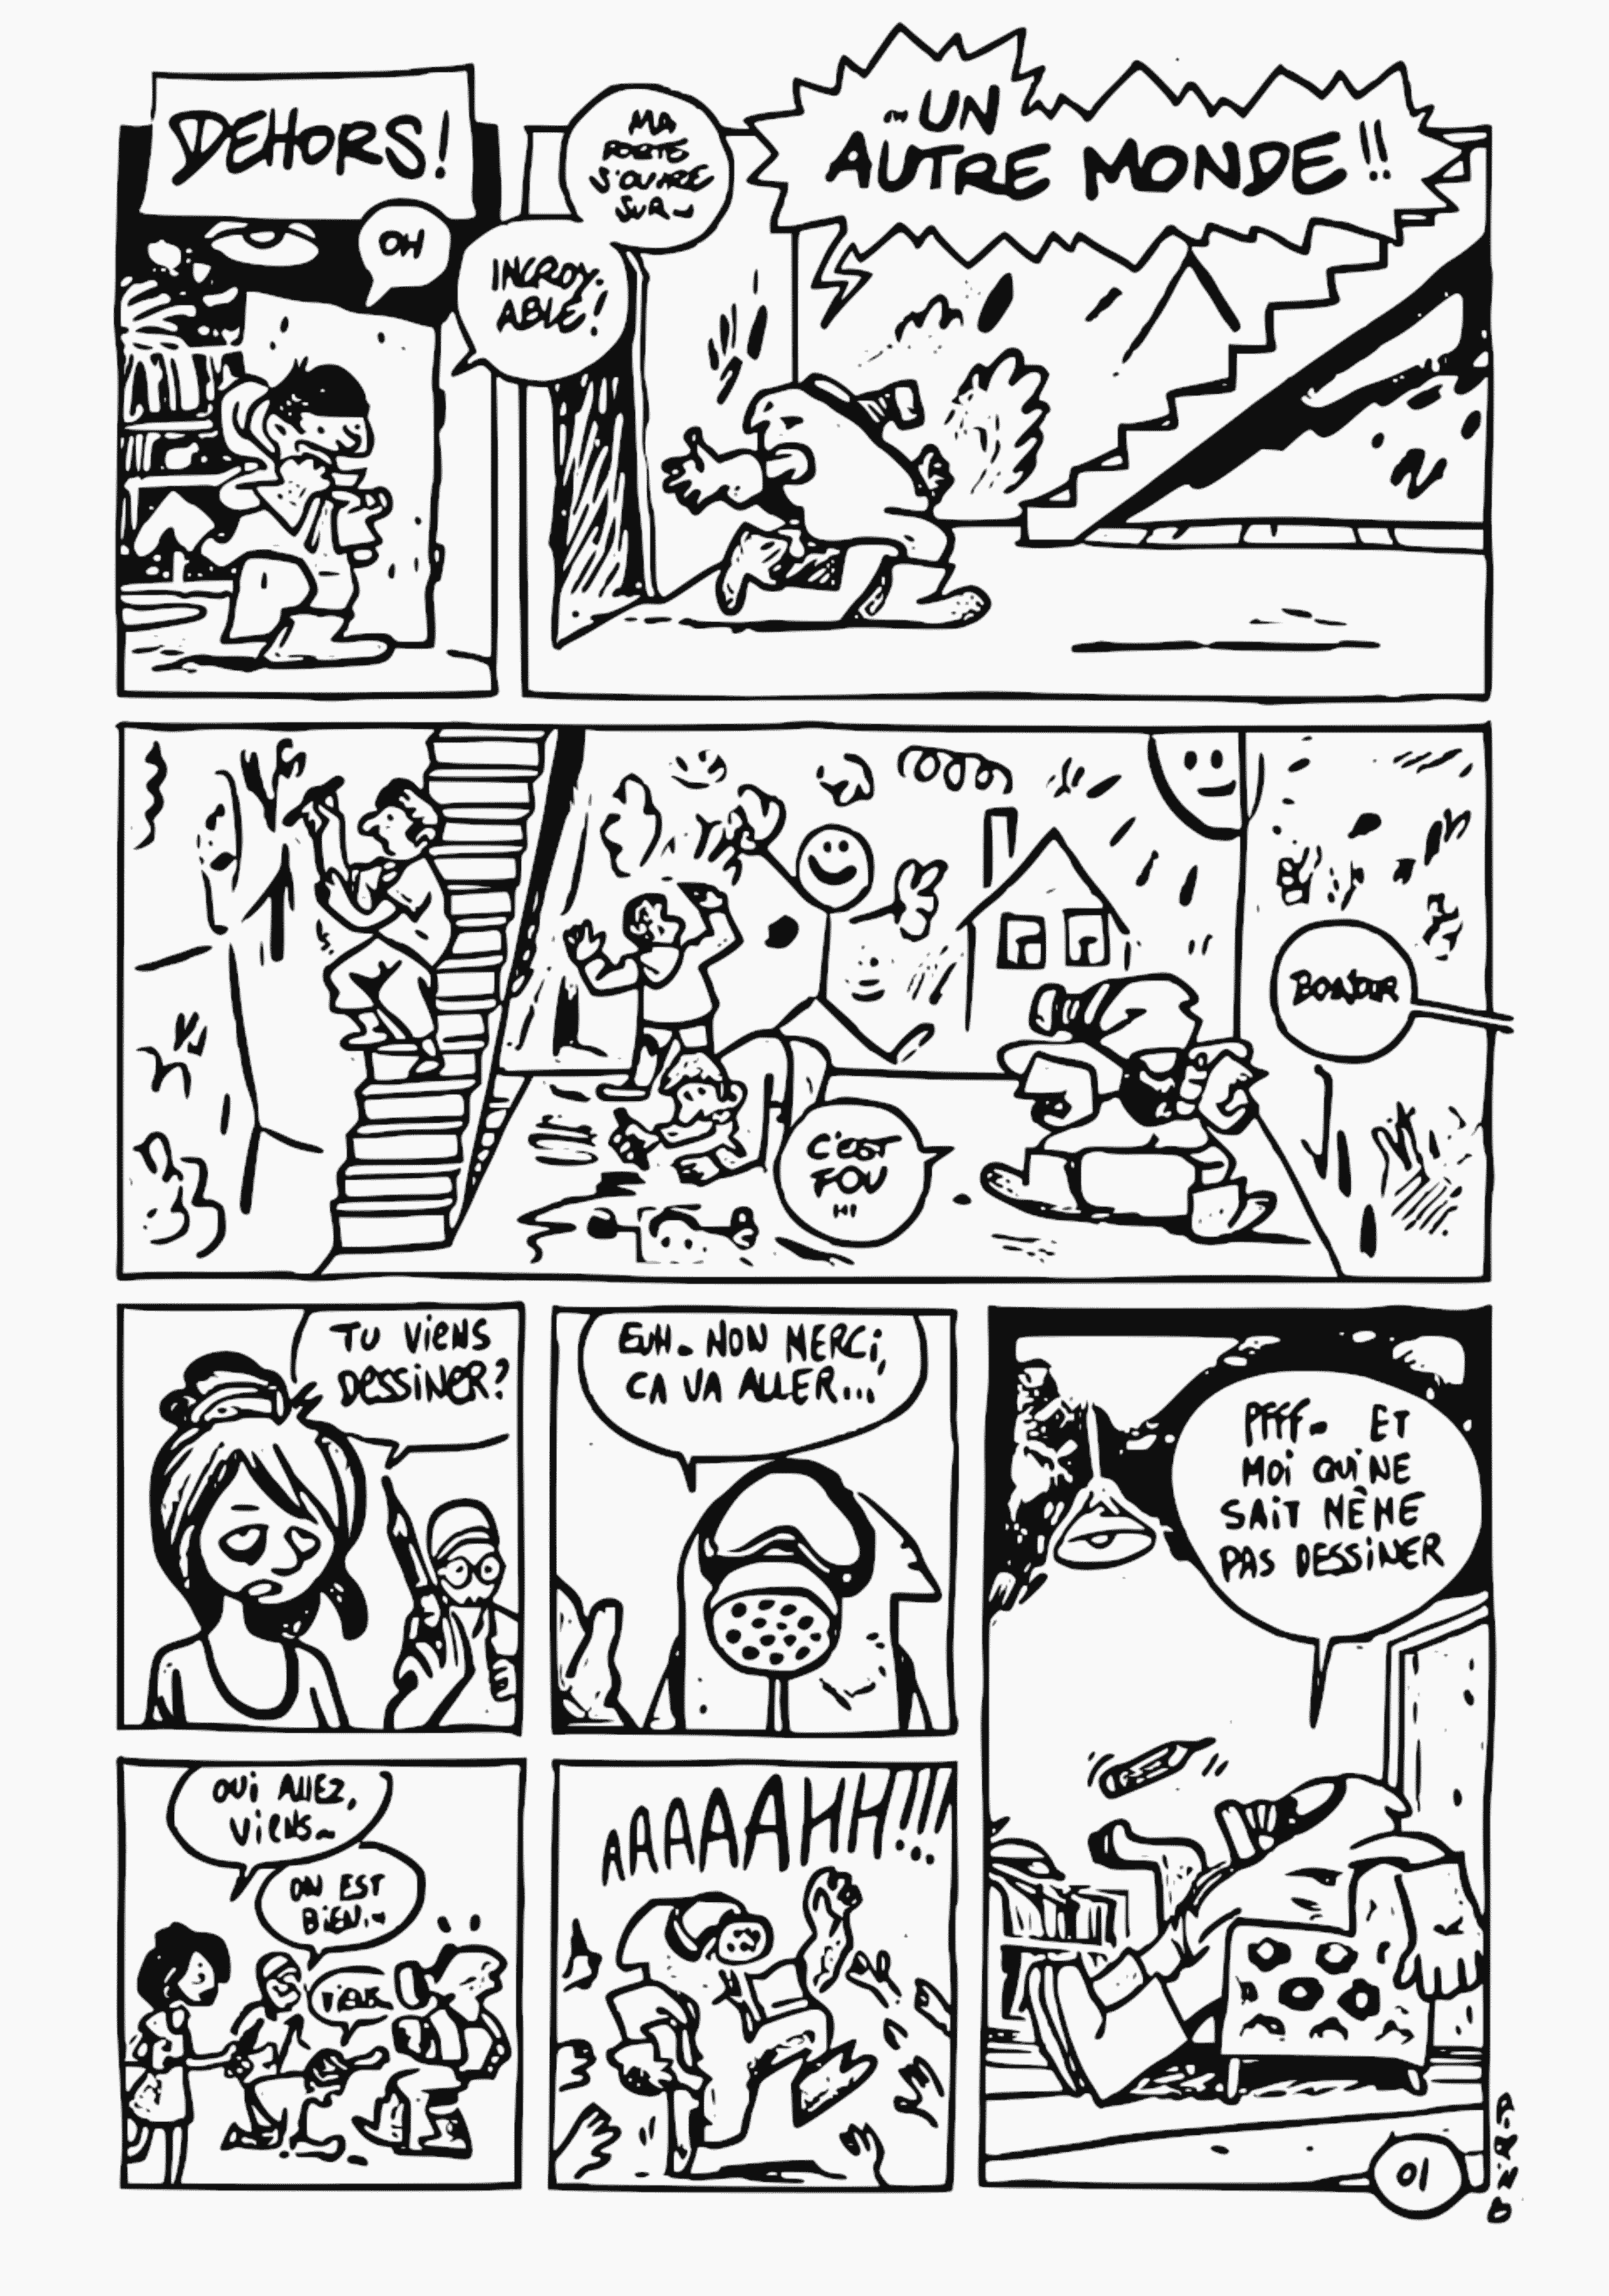 DEHORS!
OH
INCROY-
ABLE!
MA
PORTE
S'OUVRE
SUR~
~UN
AUTRE MONDE!!
BONJOUR
C'EST
FOU
HI
TU ViENS
DESSiNER?
EUH. NON MERCi,
CA VA ALLER...
OUi ALLEZ,
ViENS~
ON EST
BiEN.~
AAAAAHH!!!
PFFF. ET
MOi QUi NE
SAiT MÊME
PAS DESSiNER
01